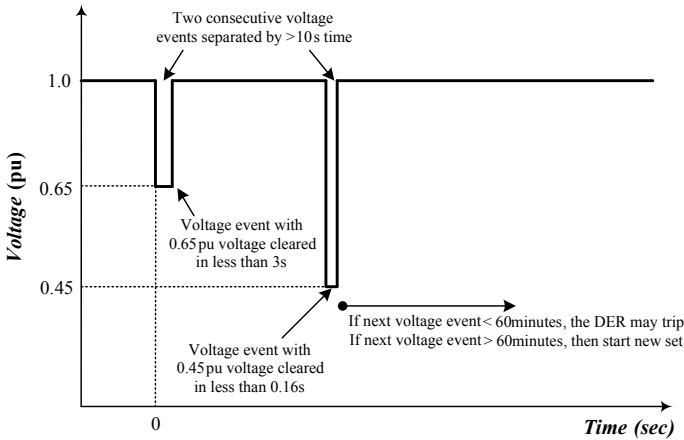 Two consecutive voltage
events separated by >10s time
1.0
0.65
Voltage (pu)
Voltage event with
0.65pu voltage cleared
in less than 3s
0.45
If next voltage event< 60minutes, the DER may trip
If next voltage event> 60minutes, then start new set
Voltage event with
0.45pu voltage cleared
in less than 0.16s
0
Time (sec)